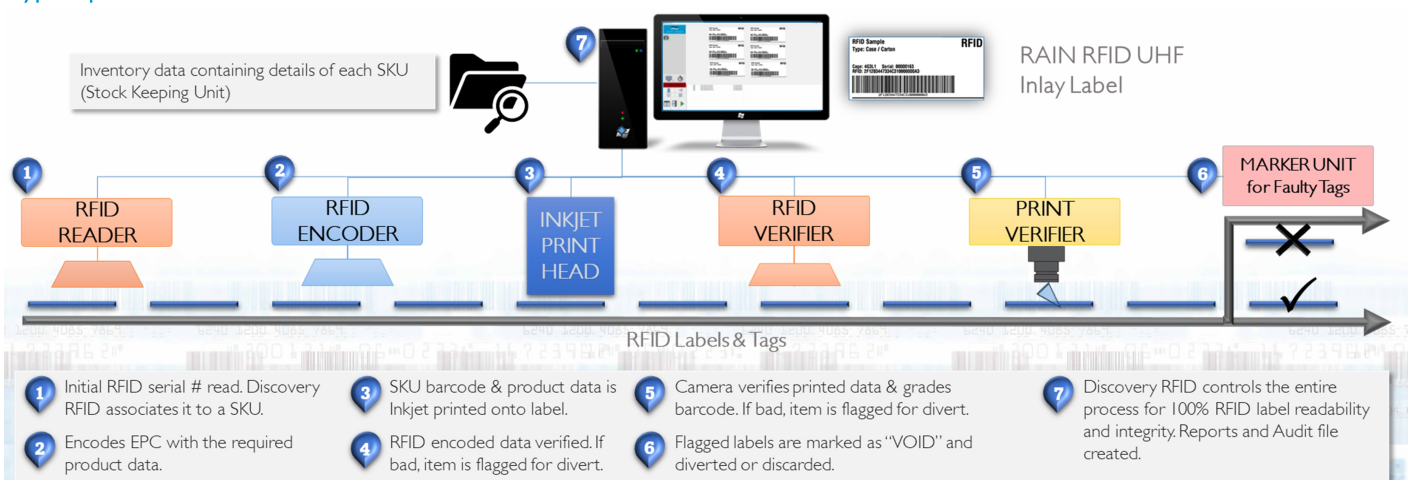 Inventory data containing details of each SKU
(Stock Keeping Unit)
7
RFID Sample
RFID
Type: Case / Carton
RAIN RFID UHF
Inlay Label
1
2
3
4
5
6
MARKER UNIT
for Faulty Tags
RFID
READER
RFID
ENCODER
INKJET
PRINT
HEAD
RFID
VERIFIER
PRINT
VERIFIER
RFID Labels & Tags
1 Initial RFID serial # read. Discovery
RFID associates it to a SKU.
2 Encodes EPC with the required
product data.
3 SKU barcode & product data is
Inkjet printed onto label.
4 RFID encoded data verified. If
bad, item is flagged for divert.
5 Camera verifies printed data & grades
barcode. If bad, item is flagged for divert.
6 Flagged labels are marked as “VOID” and
diverted or discarded.
7 Discovery RFID controls the entire
process for 100% RFID label readability
and integrity. Reports and Audit file
created.